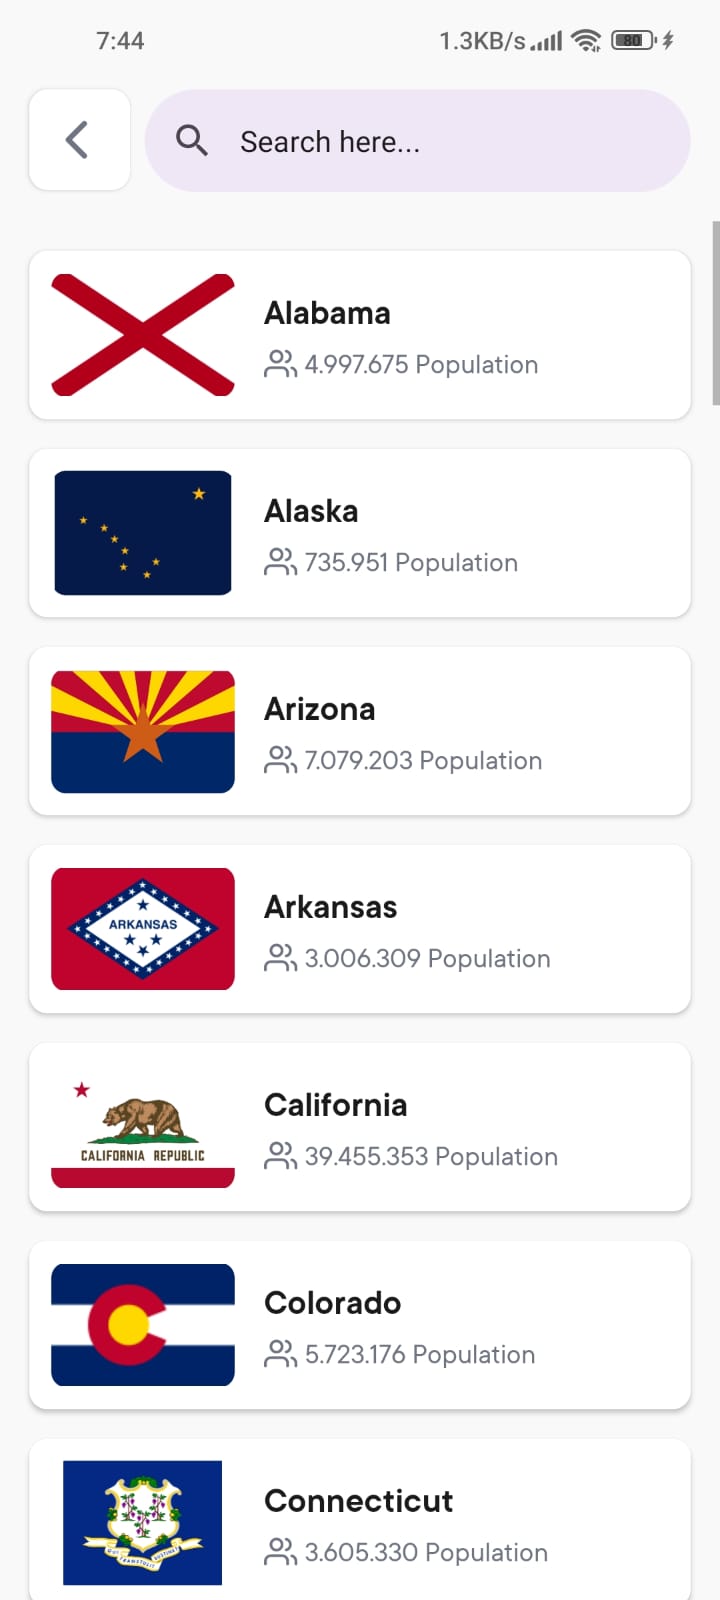 7:44 1.3KB/s 80
Search here...
Alabama
4.997.675 Population
Alaska
735.951 Population
Arizona
7.079.203 Population
ARKANSAS
Arkansas
3.006.309 Population
CALIFORNIA REPUBLIC
California
39.455.353 Population
Colorado
5.723.176 Population
Connecticut
3.605.330 Population